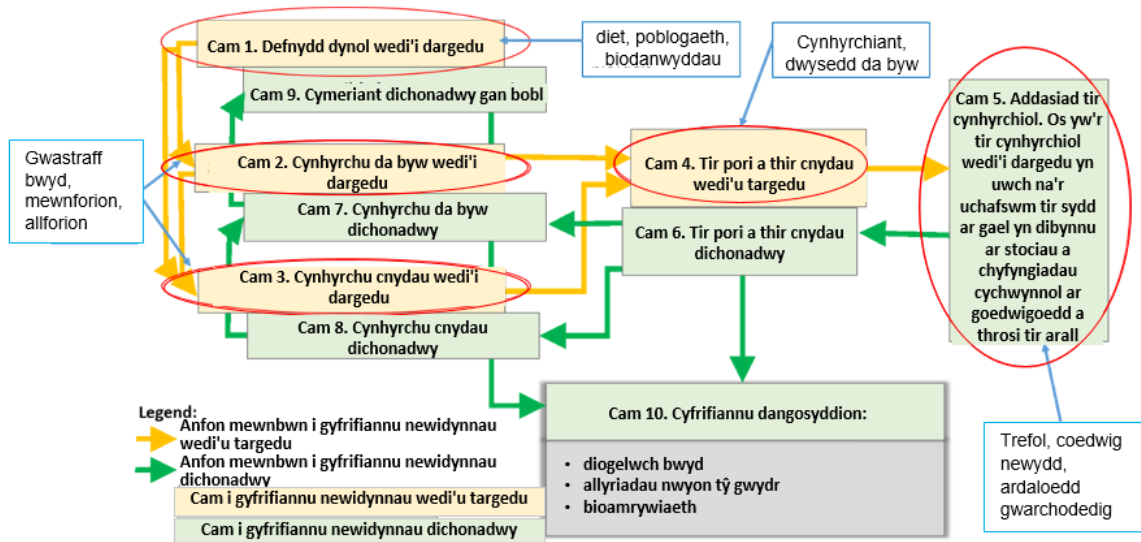 Cam 1. Defnydd dynol wedi'i dargedu
diet, poblogaeth,
biodanwyddau
Cynhyrchiant,
dwysedd da byw
Cam 9. Cymeriant dichonadwy gan bobl
Cam 5. Addasiad tir
cynhyrchiol. Os yw'r
tir cynhyrchiol
wedi'i dargedu yn
uwch na'r
uchafswm tir sydd
ar gael yn dibynnu
ar stociau a
chyfyngiadau
cychwynnol ar
goedwigoedd a
throsi tir arall
Gwastraff
bwyd,
mewnforion,
allforion
Cam 2. Cynhyrchu da byw wedi'i
dargedu
Cam 4. Tir pori a thir cnydau
wedi'u targedu
Cam 7. Cynhyrchu da byw
dichonadwy
Cam 6. Tir pori a thir cnydau
dichonadwy
Cam 3. Cynhyrchu cnydau wedi'i
dargedu
Cam 8. Cynhyrchu cnydau
dichonadwy
Cam 10. Cyfrifiannu dangosyddion:
• diogelwch bwyd
• allyriadau nwyon tŷ gwydr
• bioamrywiaeth
Trefol, coedwig
newydd,
ardaloedd
gwarchodedig
Legend:
Anfon mewnbwn i gyfrifiannu newidynnau
wedi'u targedu
Anfon mewnbwn i gyfrifiannu newidynnau
dichonadwy
Cam i gyfrifiannu newidynnau wedi'u targedu
Cam i gyfrifiannu newidynnau dichonadwy